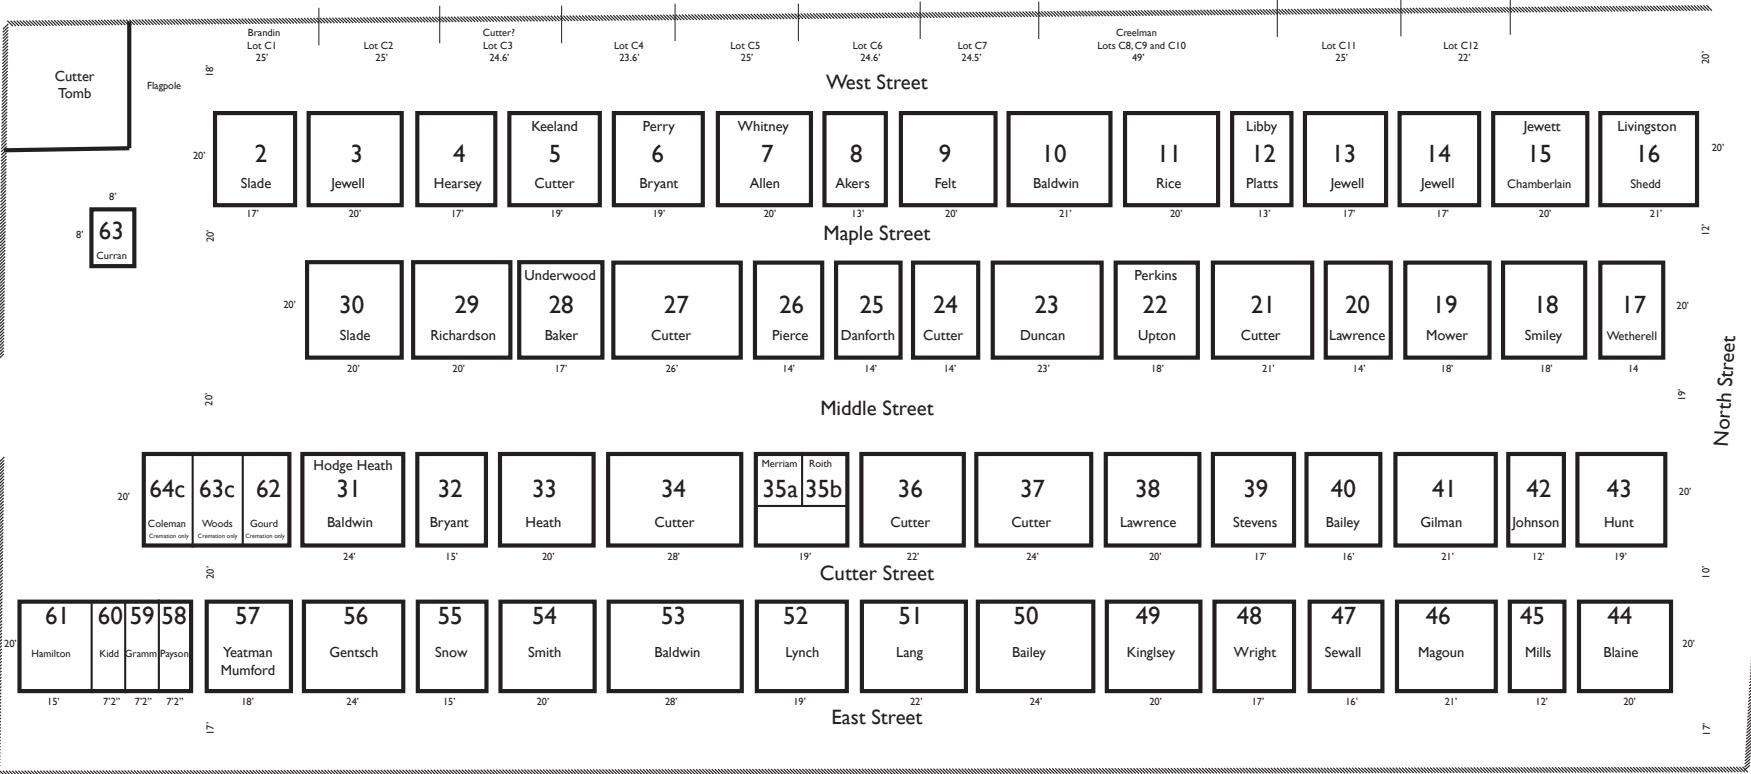 Brandin
Lot C1
25'
Lot C2
25'
Cutter?
Lot C3
24.6'
Lot C4
23.6'
Lot C5
25'
Lot C6
24.6'
Lot C7
24.5'
Creelman
Lots C8, C9 and C10
49'
Lot C11
25'
Lot C12
22'
Cutter
Tomb
Flagpole
18'
West Street
20'
20'
2
Slade
17'
3
Jewell
20'
4
Hearsey
17'
Keeland
5
Cutter
19'
Perry
6
Bryant
19'
Whitney
7
Allen
20'
8
Akers
13'
9
Felt
20'
10
Baldwin
21'
11
Rice
20'
Libby
12
Platts
13'
13
Jewell
17'
14
Jewell
17'
Jewett
15
Chamberlain
20'
Livingston
16
Shedd
21'
20'
8'
8'
63
Curran
20'
Maple Street
12'
20'
30
Slade
20'
29
Richardson
20'
Underwood
28
Baker
17'
27
Cutter
26'
26
Pierce
14'
25
Danforth
14'
24
Cutter
14'
23
Duncan
23'
Perkins
22
Upton
18'
21
Cutter
21'
20
Lawrence
14'
19
Mower
18'
18
Smiley
18'
17
Wetherell
14
20'
20'
Middle Street
19'
North Street
20'
64c
Coleman
Cremation only
63c
Woods
Cremation only
62
Gourd
Cremation only
Hodge Heath
31
Baldwin
24'
32
Bryant
15'
33
Heath
20'
34
Cutter
28'
Merriam
35a
Roith
35b
19'
36
Cutter
22'
37
Cutter
24'
38
Lawrence
20'
39
Stevens
17'
40
Bailey
16'
41
Gilman
21'
42
Johnson
12'
43
Hunt
19'
20'
20'
Cutter Street
10'
20'
61
Hamilton
15'
60
Kidd
7'2"
59
Gramm
7'2"
58
Payson
7'2"
57
Yeatman
Mumford
18'
56
Gentsch
24'
55
Snow
15'
54
Smith
20'
53
Baldwin
28'
52
Lynch
19'
51
Lang
22'
50
Bailey
24'
49
Kinglsey
20'
48
Wright
17'
47
Sewall
16'
46
Magoun
21'
45
Mills
12'
44
Blaine
20'
20'
17'
East Street
17'